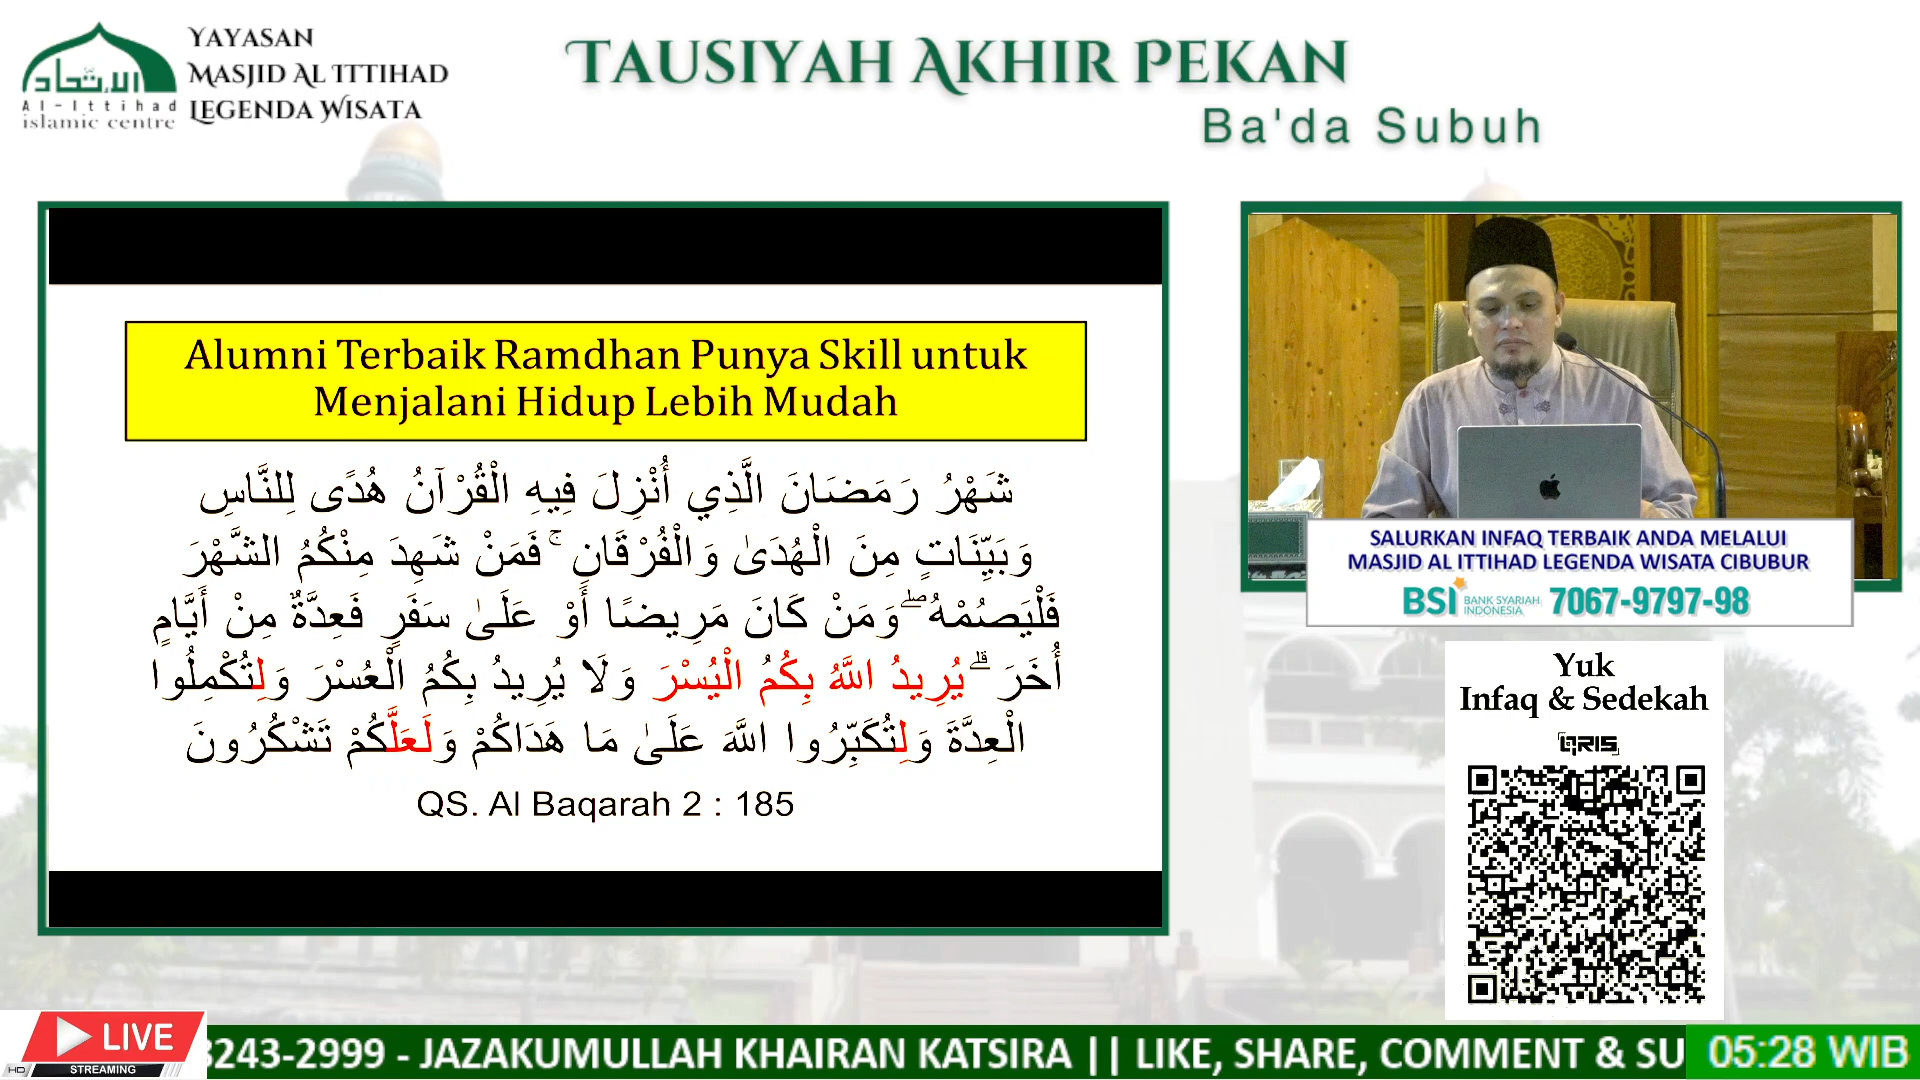 الاتحاد
Al-Ittihad
islamic centre
YAYASAN
MASJID AL ITTIHAD
LEGENDA WISATA
TAUSIYAH AKHIR PEKAN
Ba'da Subuh
Alumni Terbaik Ramdhan Punya Skill untuk
Menjalani Hidup Lebih Mudah
شَهْرُ رَمَضَانَ الَّذِي أُنْزِلَ فِيهِ الْقُرْآنُ هُدًى لِلنَّاسِ
وَبَيِّنَاتٍ مِنَ الْهُدَىٰ وَالْفُرْقَانِ ۚ فَمَنْ شَهِدَ مِنْكُمُ الشَّهْرَ
فَلْيَصُمْهُ ۖ وَمَنْ كَانَ مَرِيضًا أَوْ عَلَىٰ سَفَرٍ فَعِدَّةٌ مِنْ أَيَّامٍ
أُخَرَ ۗ يُرِيدُ اللَّهُ بِكُمُ الْيُسْرَ وَلَا يُرِيدُ بِكُمُ الْعُسْرَ وَلِتُكْمِلُوا
الْعِدَّةَ وَلِتُكَبِّرُوا اللَّهَ عَلَىٰ مَا هَدَاكُمْ وَلَعَلَّكُمْ تَشْكُرُونَ
QS. Al Baqarah 2 : 185
SALURKAN INFAQ TERBAIK ANDA MELALUI
MASJID AL ITTIHAD LEGENDA WISATA CIBUBUR
BSI BANK SYARIAH INDONESIA 7067-9797-98
Yuk
Infaq & Sedekah
QRIS
LIVE
HD STREAMING
3243-2999 - JAZAKUMULLAH KHAIRAN KATSIRA || LIKE, SHARE, COMMENT & SU
05:28 WIB